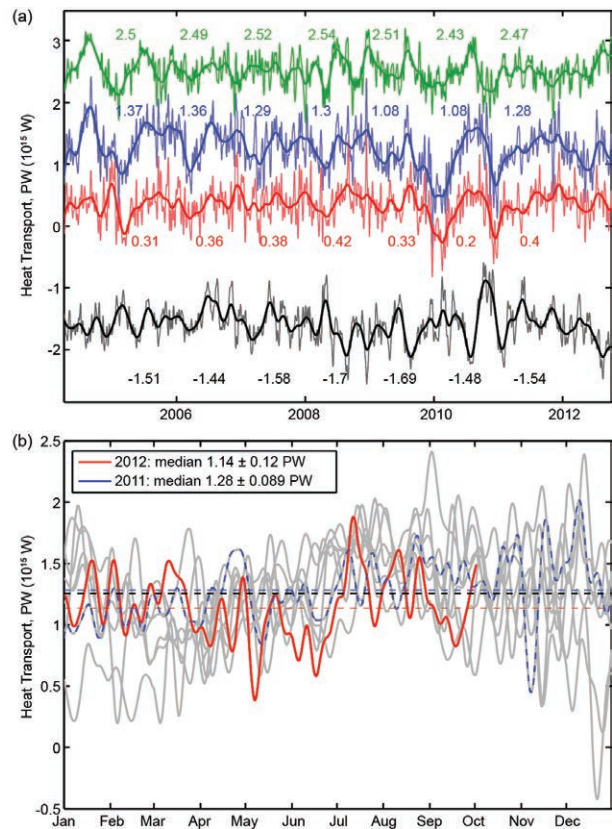 (a)
Heat Transport, PW (10¹⁵ W)
3
2
1
0
-1
-2
2.5 2.49 2.52 2.54 2.51 2.43 2.47
1.37 1.36 1.29 1.3 1.08 1.08 1.28
0.31 0.36 0.38 0.42 0.33 0.2 0.4
-1.51 -1.44 -1.58 -1.7 -1.69 -1.48 -1.54
2006 2008 2010 2012
(b)
Heat Transport, PW (10¹⁵ W)
2.5
2
1.5
1
0.5
0
-0.5
2012: median 1.14 ± 0.12 PW
2011: median 1.28 ± 0.089 PW
Jan Feb Mar Apr May Jun Jul Aug Sep Oct Nov Dec